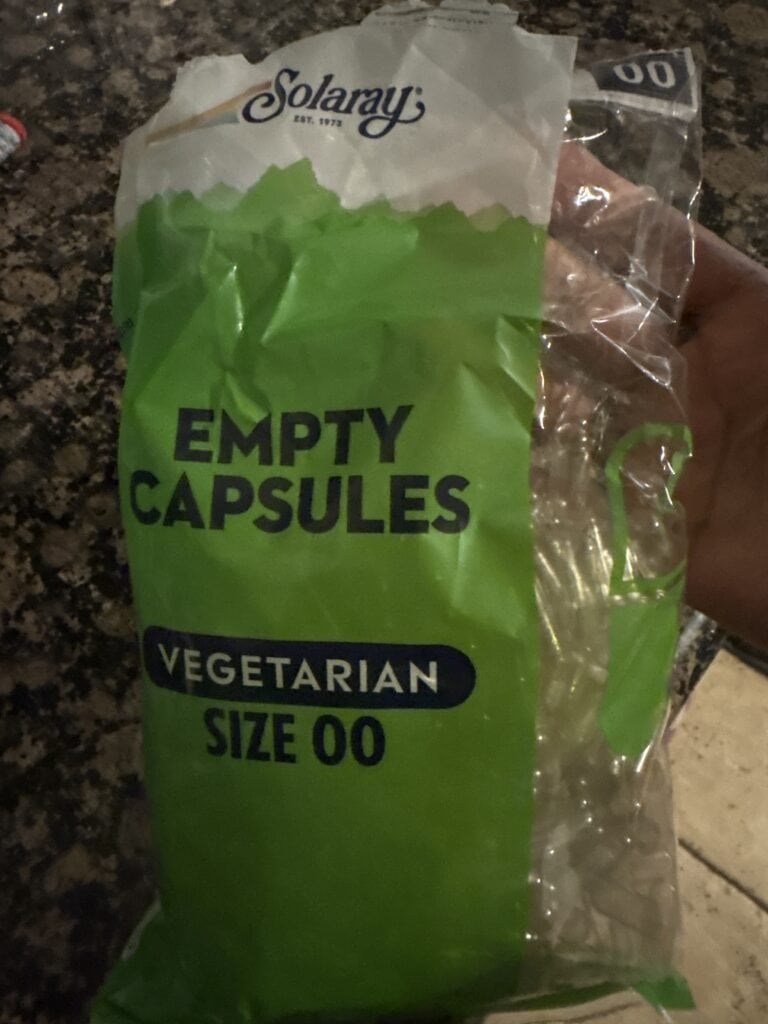 Solaray®
EST. 1973
00
EMPTY
CAPSULES
VEGETARIAN
SIZE 00